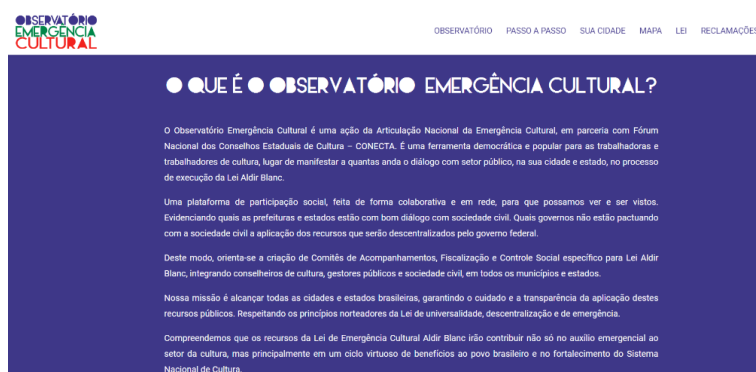 OBSERVATÓRIO
EMERGÊNCIA
CULTURAL
OBSERVATÓRIO PASSO A PASSO SUA CIDADE MAPA LEI RECLAMAÇÕES
O QUE É O OBSERVATÓRIO EMERGÊNCIA CULTURAL?
O Observatório Emergência Cultural é uma ação da Articulação Nacional da Emergência Cultural, em parceria com Fórum
Nacional dos Conselhos Estaduais de Cultura – CONECTA. É uma ferramenta democrática e popular para as trabalhadoras e
trabalhadores de cultura, lugar de manifestar a quantas anda o diálogo com setor público, na sua cidade e estado, no processo
de execução da Lei Aldir Blanc.
Uma plataforma de participação social, feita de forma colaborativa e em rede, para que possamos ver e ser vistos.
Evidenciando quais as prefeituras e estados estão com bom diálogo com sociedade civil. Quais governos não estão pactuando
com a sociedade civil a aplicação dos recursos que serão descentralizados pelo governo federal.
Deste modo, orienta-se a criação de Comitês de Acompanhamentos, Fiscalização e Controle Social específico para Lei Aldir
Blanc, integrando conselheiros de cultura, gestores públicos e sociedade civil, em todos os municípios e estados.
Nossa missão é alcançar todas as cidades e estados brasileiras, garantindo o cuidado e a transparência da aplicação destes
recursos públicos. Respeitando os princípios norteadores da Lei de universalidade, descentralização e de emergência.
Compreendemos que os recursos da Lei de Emergência Cultural Aldir Blanc irão contribuir não só no auxílio emergencial ao
setor da cultura, mas principalmente em um ciclo virtuoso de benefícios ao povo brasileiro e no fortalecimento do Sistema
Nacional de Cultura.